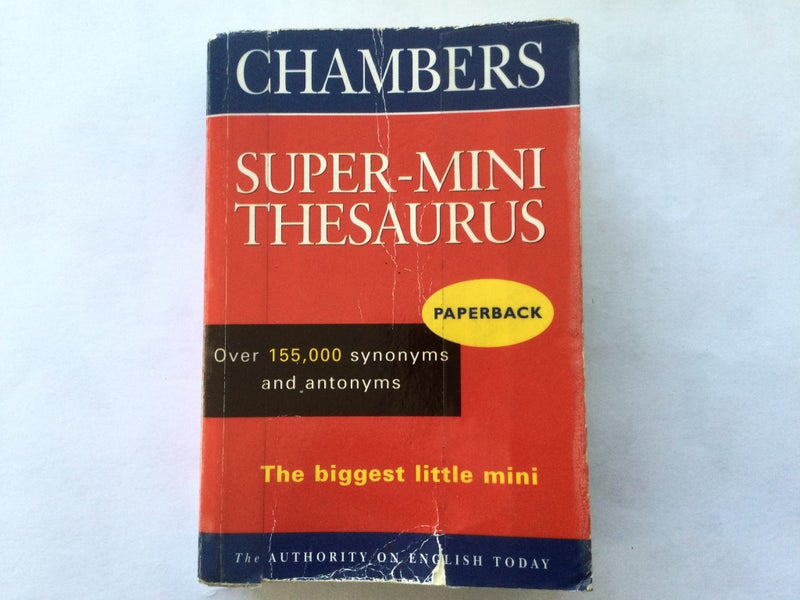 CHAMBERS
SUPER-MINI
THESAURUS
PAPERBACK
Over 155,000 synonyms
and antonyms
The biggest little mini
The AUTHORITY ON ENGLISH TODAY